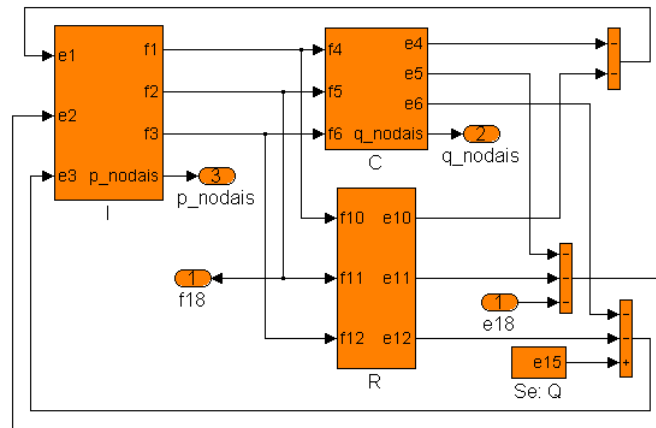 e1 f1 f4 e4 -
e2 f2 f5 e5 -
f3 f6 e6
e3 p_nodais 3 q_nodais 2
p_nodais q_nodais
I C
f10 e10
1 f11 e11 -
f18 - -
1 -
e18
f12 e12 -
-
e15 +
R Se: Q